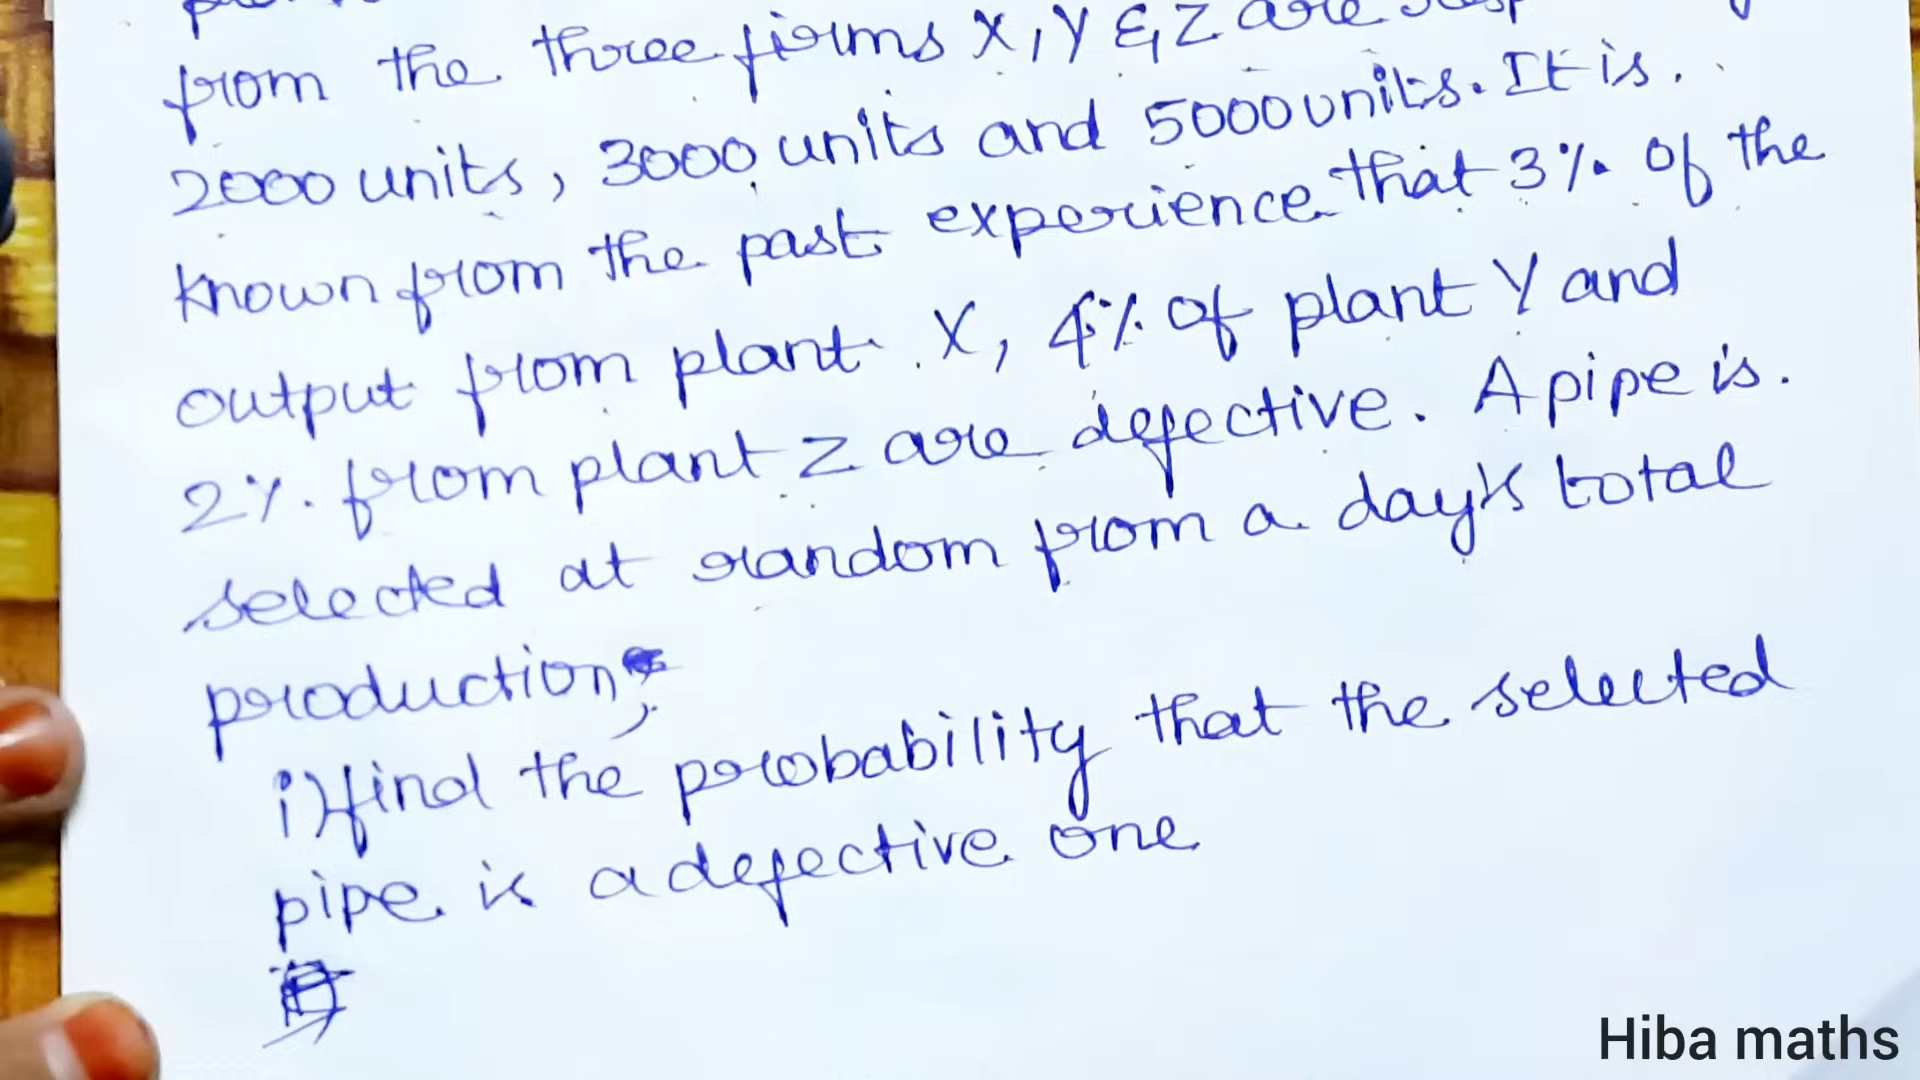 from the three firms X, Y & Z are
2000 units, 3000 units and 5000 units. It is.
known from the past experience that 3% of the
output from plant X, 4% of plant Y and
2% from plant Z are defective. A pipe is.
selected at random from a day's total
production,
i) find the probability that the selected
pipe is a defective one
Hiba maths